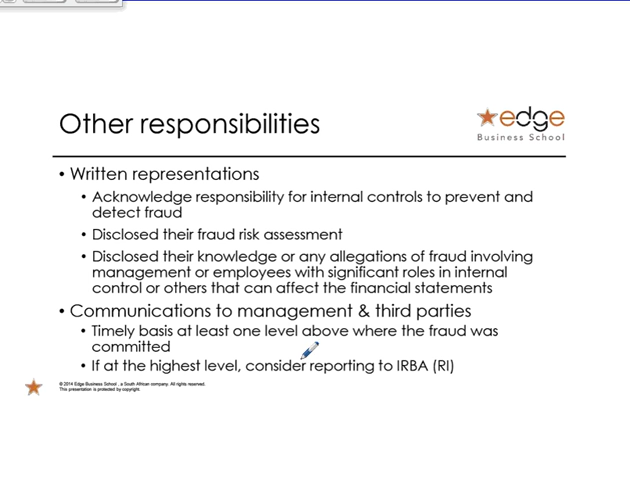 Other responsibilities
edge
Business School
• Written representations
• Acknowledge responsibility for internal controls to prevent and
detect fraud
• Disclosed their fraud risk assessment
• Disclosed their knowledge or any allegations of fraud involving
management or employees with significant roles in internal
control or others that can affect the financial statements
• Communications to management & third parties
• Timely basis at least one level above where the fraud was
committed
• If at the highest level, consider reporting to IRBA (RI)
© 2014 Edge Business School , a South African company. All rights reserved.
This presentation is protected by copyright.